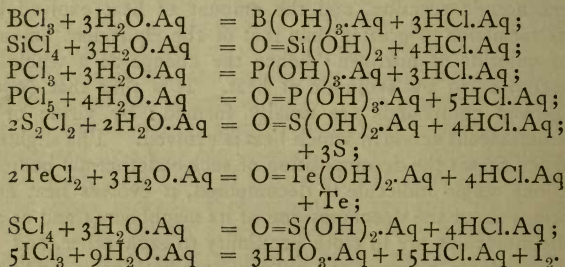 BCl₃ + 3H₂O.Aq = B(OH)₃.Aq + 3HCl.Aq;
SiCl₄ + 3H₂O.Aq = O=Si(OH)₂ + 4HCl.Aq;
PCl₃ + 3H₂O.Aq = P(OH)₃.Aq + 3HCl.Aq;
PCl₅ + 4H₂O.Aq = O=P(OH)₃.Aq + 5HCl.Aq;
2S₂Cl₂ + 2H₂O.Aq = O=S(OH)₂.Aq + 4HCl.Aq;
+ 3S;
2TeCl₂ + 3H₂O.Aq = O=Te(OH)₂.Aq + 4HCl.Aq
+ Te;
SCl₄ + 3H₂O.Aq = O=S(OH)₂.Aq + 4HCl.Aq;
5ICl₃ + 9H₂O.Aq = 3HIO₃.Aq + 15HCl.Aq + I₂.